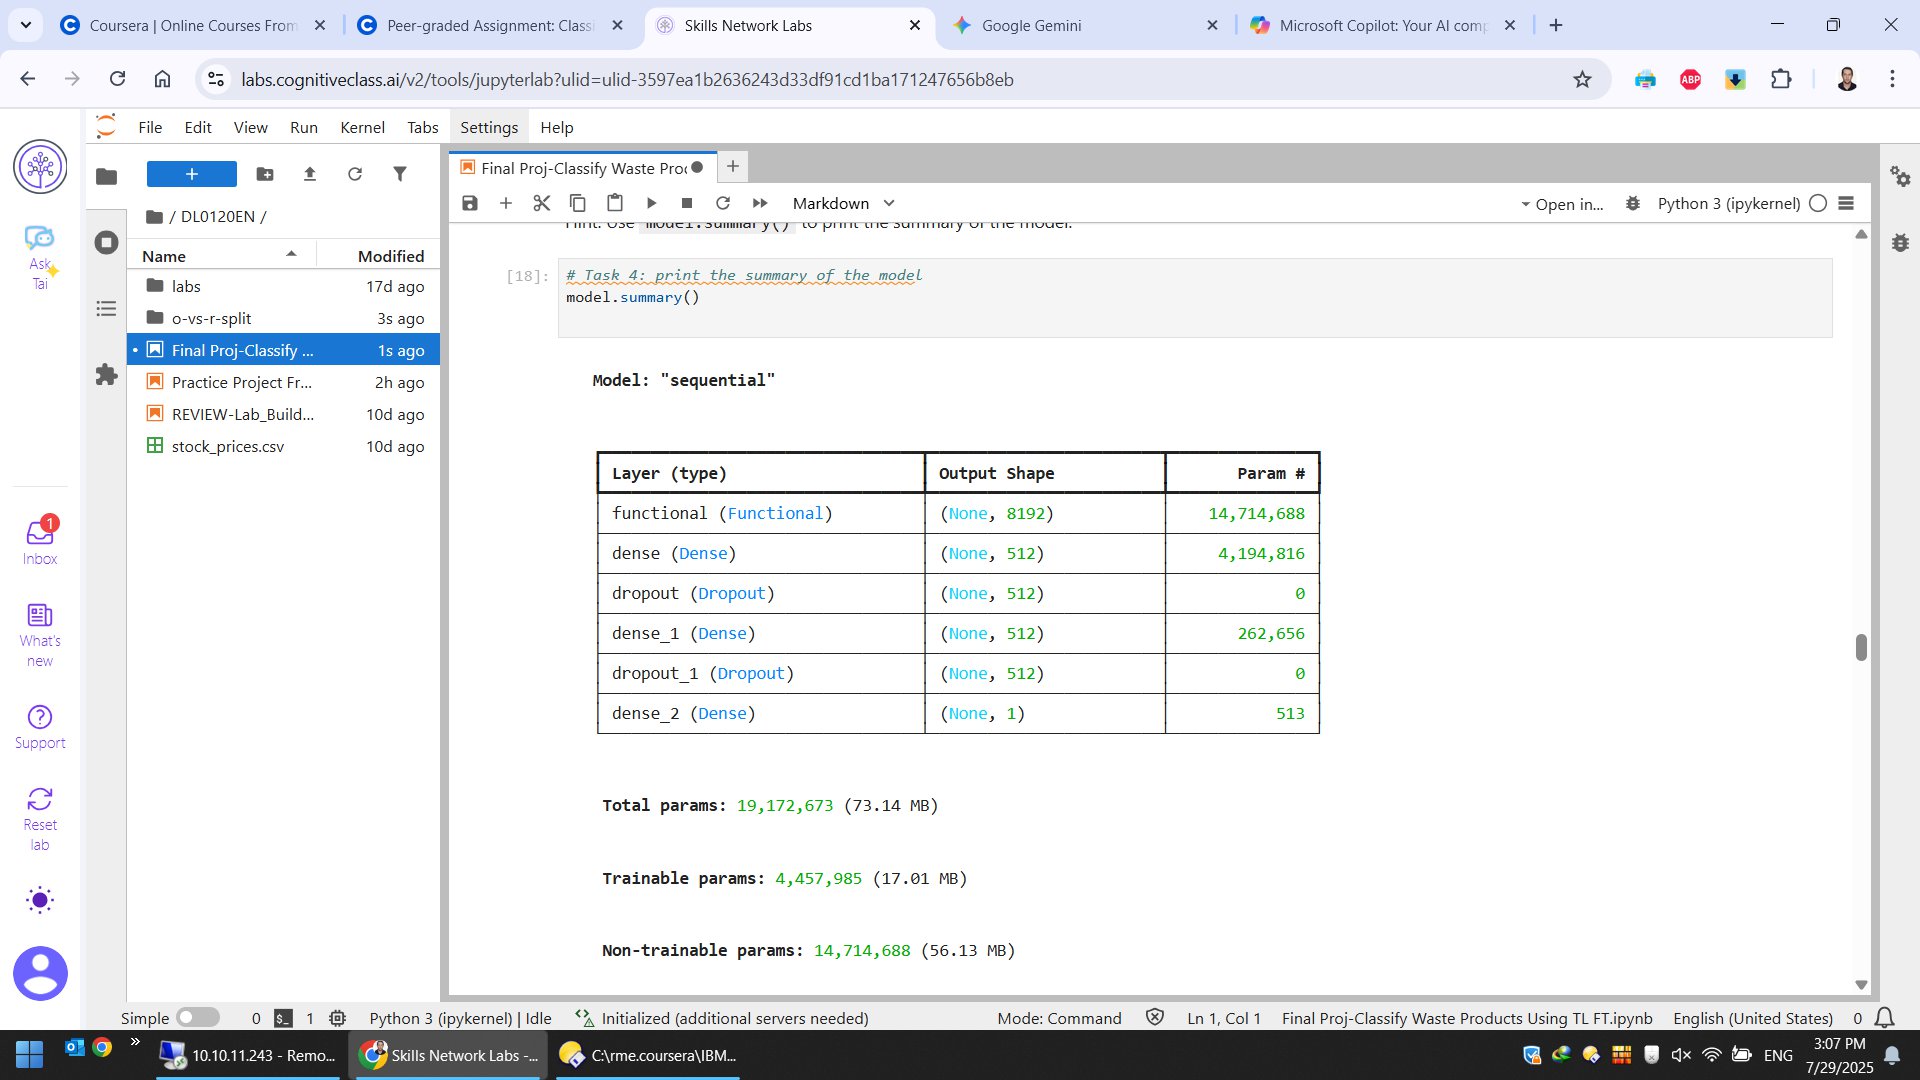 Coursera | Online Courses From
Peer-graded Assignment: Classi
Skills Network Labs
Google Gemini
Microsoft Copilot: Your AI comp
labs.cognitiveclass.ai/v2/tools/jupyterlab?ulid=ulid-3597ea1b2636243d33df91cd1ba171247656b8eb
ABP
File Edit View Run Kernel Tabs Settings Help
Ask Tai
1
Inbox
What's new
Support
Reset lab
/ DL0120EN /
Name Modified
labs 17d ago
o-vs-r-split 3s ago
Final Proj-Classify ... 1s ago
Practice Project Fr... 2h ago
REVIEW-Lab_Build... 10d ago
stock_prices.csv 10d ago
Final Proj-Classify Waste Proc
Markdown
Open in...
Python 3 (ipykernel)
Hint: Use model.summary() to print the summary of the model.
[18]:
# Task 4: print the summary of the model
model.summary()
Model: "sequential"
Layer (type) Output Shape Param #
functional (Functional) (None, 8192) 14,714,688
dense (Dense) (None, 512) 4,194,816
dropout (Dropout) (None, 512) 0
dense_1 (Dense) (None, 512) 262,656
dropout_1 (Dropout) (None, 512) 0
dense_2 (Dense) (None, 1) 513
Total params: 19,172,673 (73.14 MB)
Trainable params: 4,457,985 (17.01 MB)
Non-trainable params: 14,714,688 (56.13 MB)
Simple 0 1 Python 3 (ipykernel) | Idle Initialized (additional servers needed) Mode: Command Ln 1, Col 1 Final Proj-Classify Waste Products Using TL FT.ipynb English (United States) 0
10.10.11.243 - Remo...
Skills Network Labs -...
C:\rme.coursera\IBM...
ENG
3:07 PM
7/29/2025